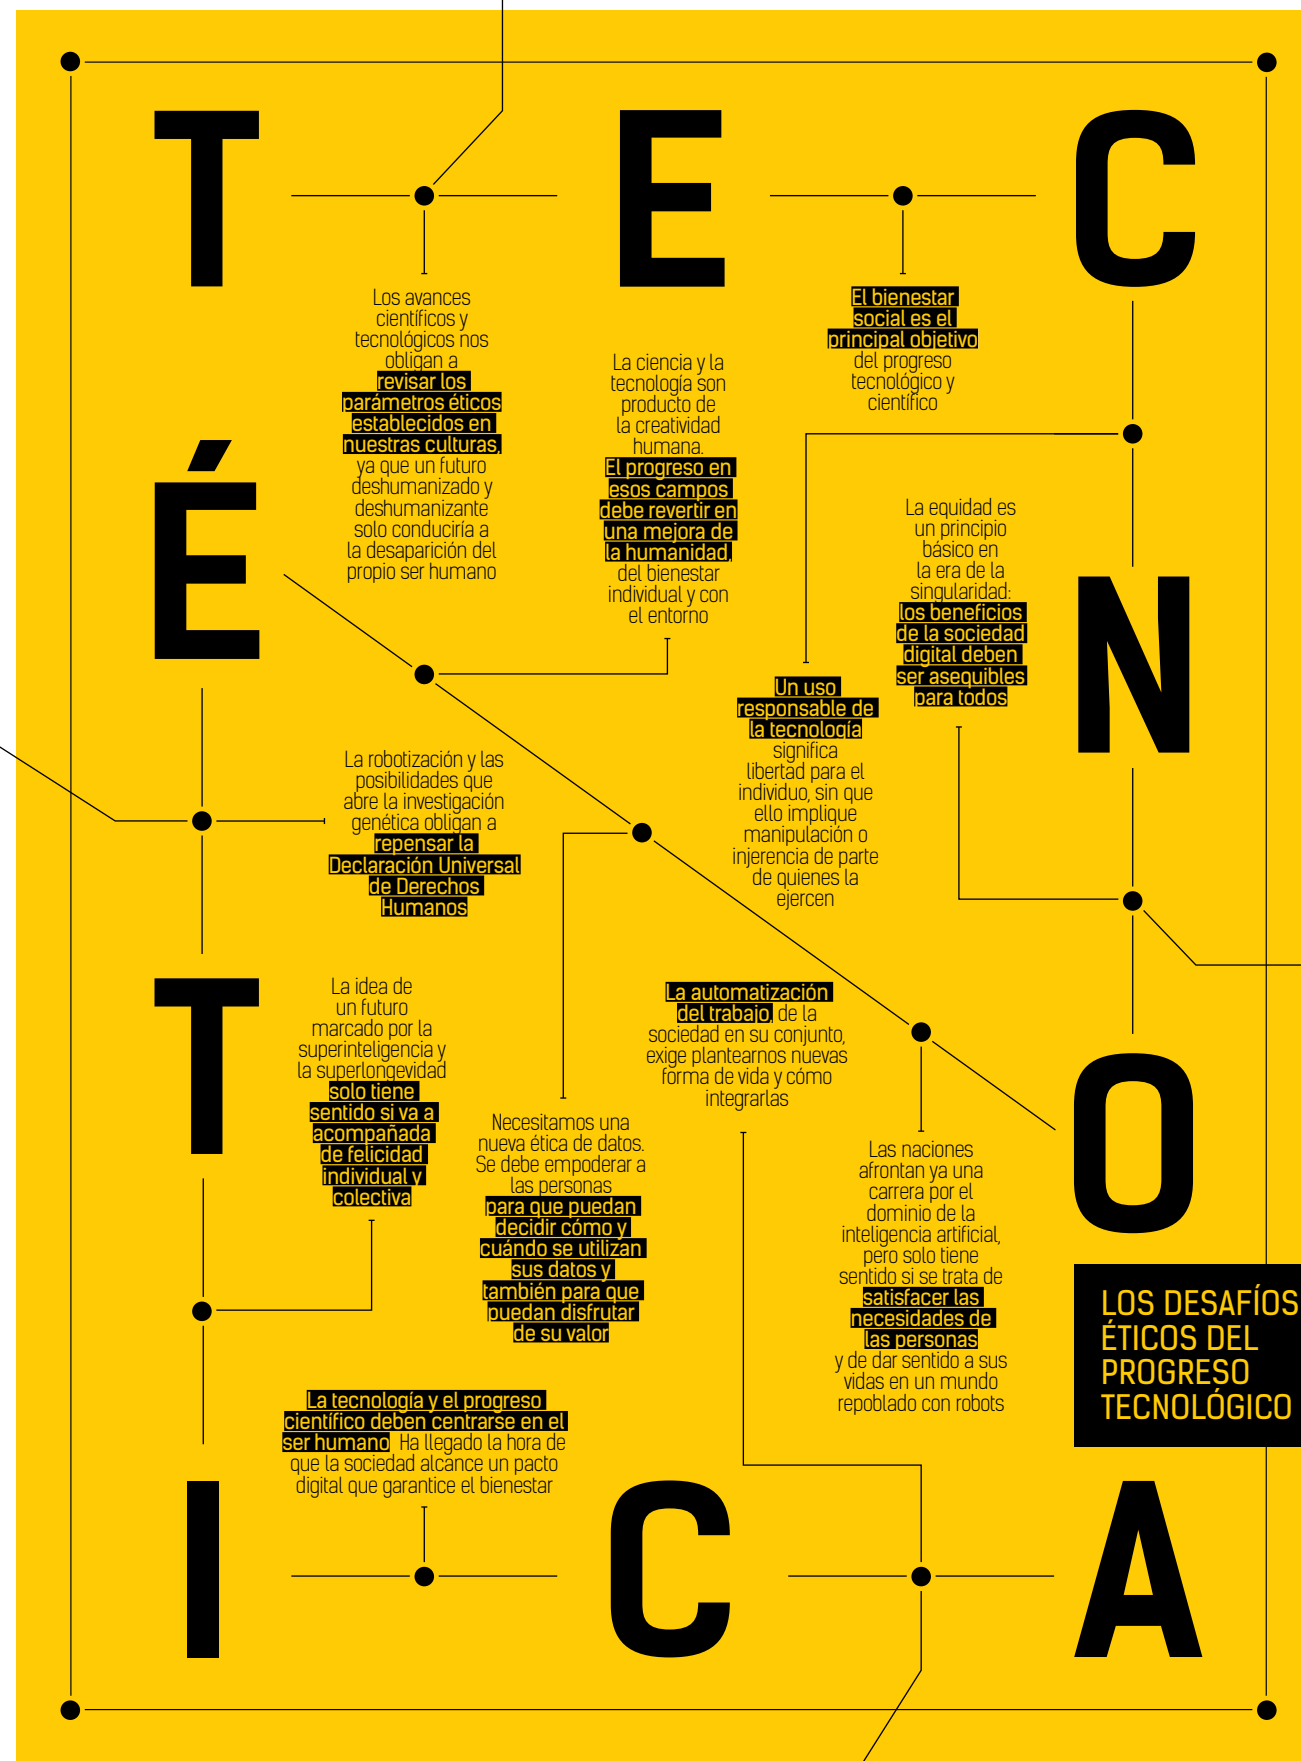 T E C
Los avances
científicos y
tecnológicos nos
obligan a
revisar los
parámetros éticos
establecidos en
nuestras culturas,
ya que un futuro
deshumanizado y
deshumanizante
solo conduciría a
la desaparición del
propio ser humano
La ciencia y la
tecnología son
producto de
la creatividad
humana.
El progreso en
esos campos
debe revertir en
una mejora de
la humanidad,
del bienestar
individual y con
el entorno
El bienestar
social es el
principal objetivo
del progreso
tecnológico y
científico
É
La equidad es
un principio
básico en
la era de la
singularidad:
los beneficios
de la sociedad
digital deben
ser asequibles
para todos
N
Un uso
responsable de
la tecnología
significa
libertad para el
individuo, sin que
ello implique
manipulación o
injerencia de parte
de quienes la
ejercen
La robotización y las
posibilidades que
abre la investigación
genética obligan a
repensar la
Declaración Universal
de Derechos
Humanos
T
La idea de
un futuro
marcado por la
superinteligencia y
la superlongevidad
solo tiene
sentido si va a
acompañada
de felicidad
individual y
colectiva
La automatización
del trabajo, de la
sociedad en su conjunto,
exige plantearnos nuevas
forma de vida y cómo
integrarlas
O
Necesitamos una
nueva ética de datos.
Se debe empoderar a
las personas
para que puedan
decidir cómo y
cuándo se utilizan
sus datos y
también para que
puedan disfrutar
de su valor
Las naciones
afrontan ya una
carrera por el
dominio de la
inteligencia artificial,
pero solo tiene
sentido si se trata de
satisfacer las
necesidades de
las personas
y de dar sentido a sus
vidas en un mundo
repoblado con robots
LOS DESAFÍOS
ÉTICOS DEL
PROGRESO
TECNOLÓGICO
La tecnología y el progreso
científico deben centrarse en el
ser humano Ha llegado la hora de
que la sociedad alcance un pacto
digital que garantice el bienestar
I C A